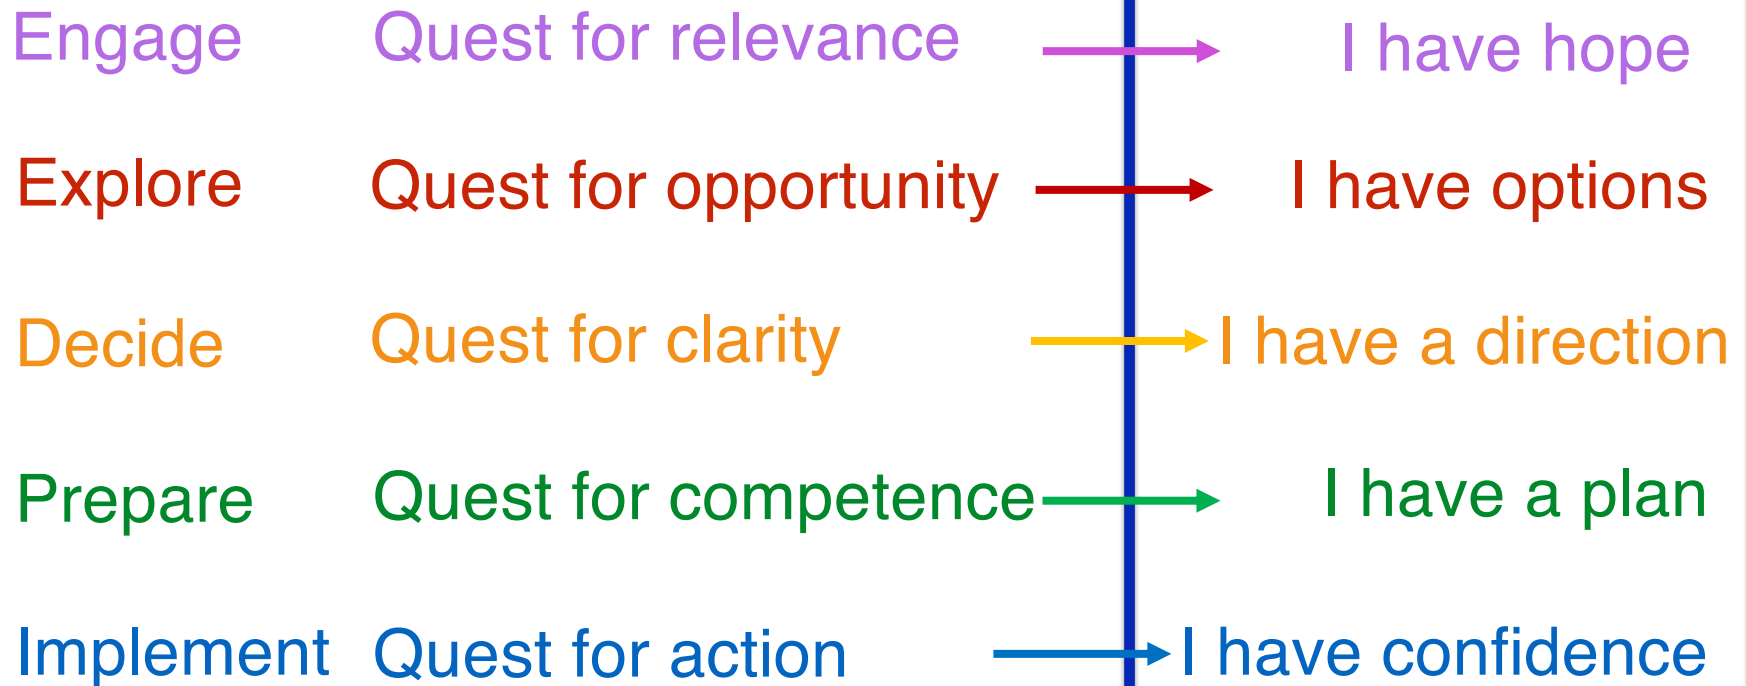 Engage Quest for relevance I have hope
Explore Quest for opportunity I have options
Decide Quest for clarity I have a direction
Prepare Quest for competence I have a plan
Implement Quest for action I have confidence